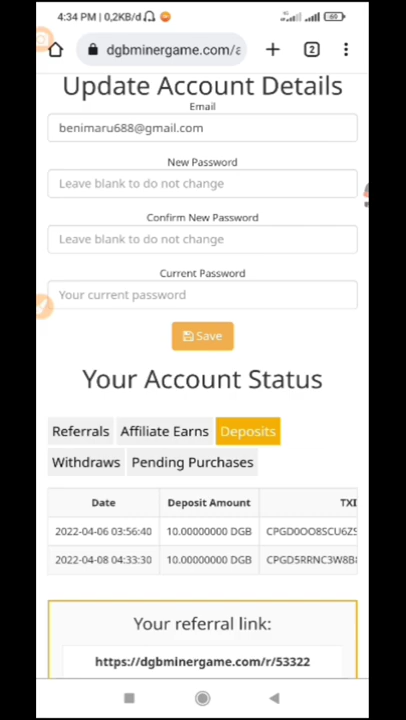 4:34 PM | 0,2KB/d
60
dgbminergame.com/a
2
Update Account Details
Email
benimaru688@gmail.com
New Password
Leave blank to do not change
Confirm New Password
Leave blank to do not change
Current Password
Your current password
Save
Your Account Status
Referrals Affiliate Earns Deposits
Withdraws Pending Purchases
Date Deposit Amount TXI
2022-04-06 03:56:40 10.00000000 DGB CPGD0OO8SCU6ZS
2022-04-08 04:33:30 10.00000000 DGB CPGD5RRNC3W8B
Your referral link:
https://dgbminergame.com/r/53322